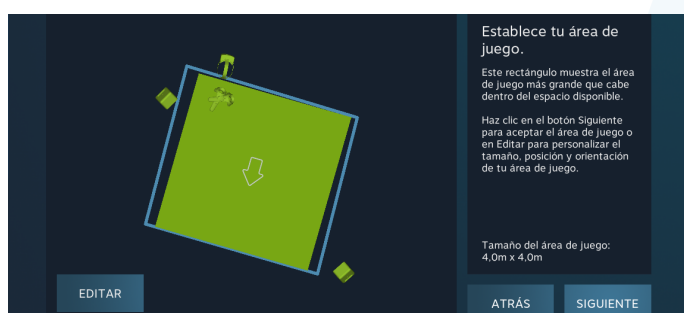 Establece tu área de
juego.
Este rectángulo muestra el área
de juego más grande que cabe
dentro del espacio disponible.
Haz clic en el botón Siguiente
para aceptar el área de juego o
en Editar para personalizar el
tamaño, posición y orientación
de tu área de juego.
Tamaño del área de juego:
4,0m x 4,0m
EDITAR
ATRÁS
SIGUIENTE